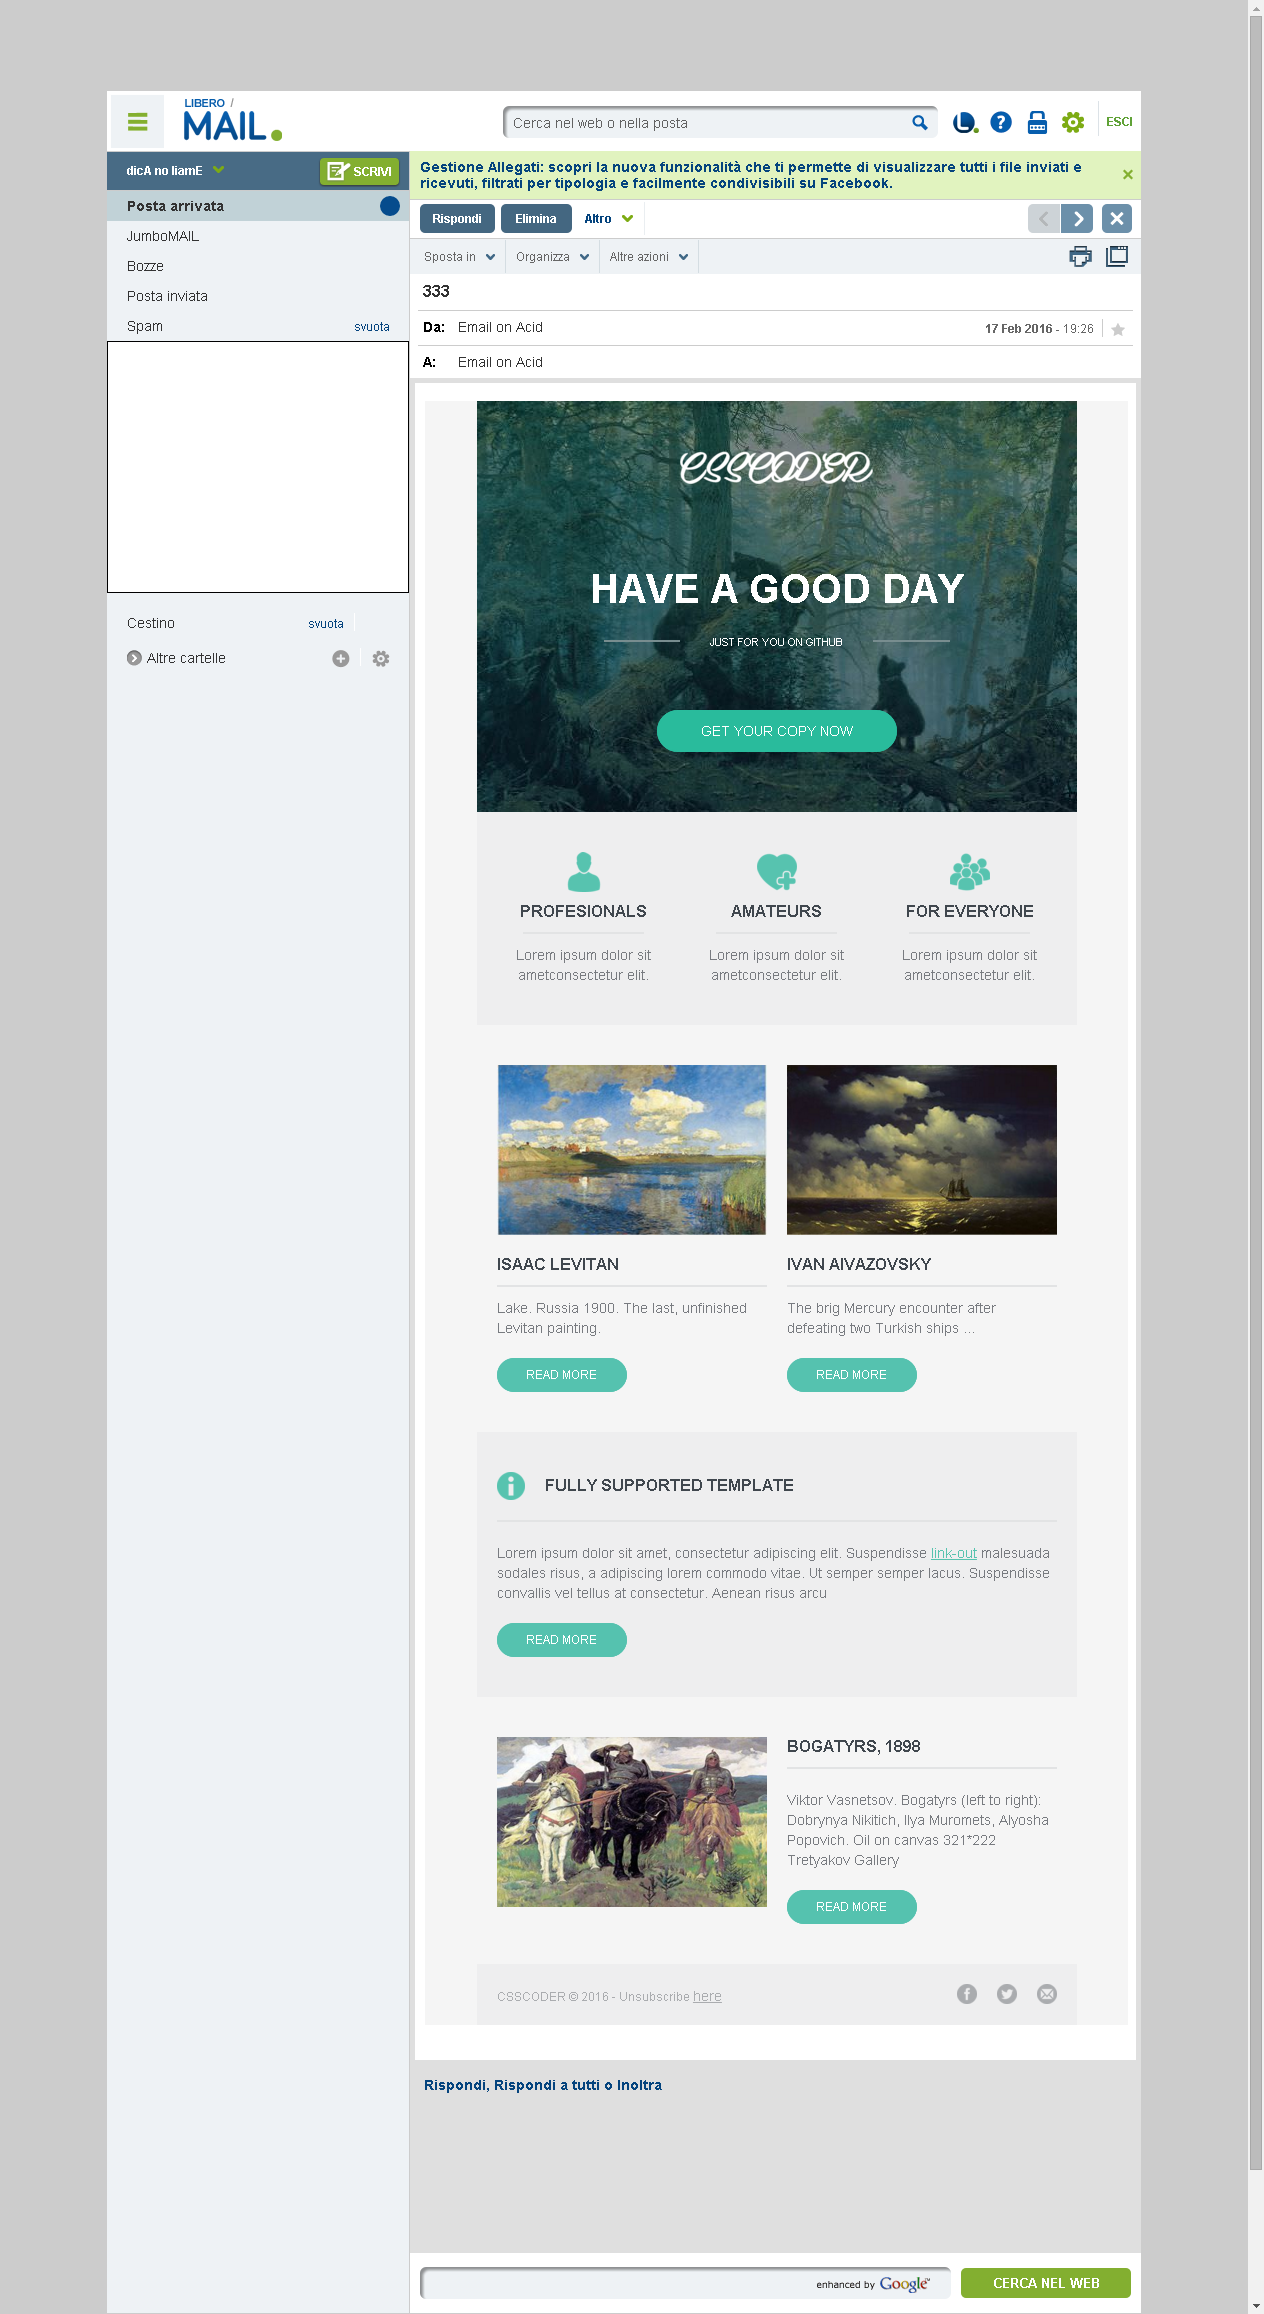 LIBERO /
MAIL
Cerca nel web o nella posta
ESCI
dicA no liamE
SCRIVI
Posta arrivata
JumboMAIL
Bozze
Posta inviata
Spam
svuota
Cestino
svuota
Altre cartelle
Gestione Allegati: scopri la nuova funzionalità che ti permette di visualizzare tutti i file inviati e
ricevuti, filtrati per tipologia e facilmente condivisibili su Facebook.
Rispondi
Elimina
Altro
Sposta in
Organizza
Altre azioni
333
Da: Email on Acid
17 Feb 2016 - 19:26
A: Email on Acid
CSSCODER
HAVE A GOOD DAY
JUST FOR YOU ON GITHUB
GET YOUR COPY NOW
PROFESIONALS
Lorem ipsum dolor sit
ametconsectetur elit.
AMATEURS
Lorem ipsum dolor sit
ametconsectetur elit.
FOR EVERYONE
Lorem ipsum dolor sit
ametconsectetur elit.
ISAAC LEVITAN
Lake. Russia 1900. The last, unfinished
Levitan painting.
READ MORE
IVAN AIVAZOVSKY
The brig Mercury encounter after
defeating two Turkish ships ...
READ MORE
FULLY SUPPORTED TEMPLATE
Lorem ipsum dolor sit amet, consectetur adipiscing elit. Suspendisse link-out malesuada
sodales risus, a adipiscing lorem commodo vitae. Ut semper semper lacus. Suspendisse
convallis vel tellus at consectetur. Aenean risus arcu
READ MORE
BOGATYRS, 1898
Viktor Vasnetsov. Bogatyrs (left to right):
Dobrynya Nikitich, Ilya Muromets, Alyosha
Popovich. Oil on canvas 321*222
Tretyakov Gallery
READ MORE
CSSCODER © 2016 - Unsubscribe here
Rispondi, Rispondi a tutti o Inoltra
enhanced by Google™
CERCA NEL WEB